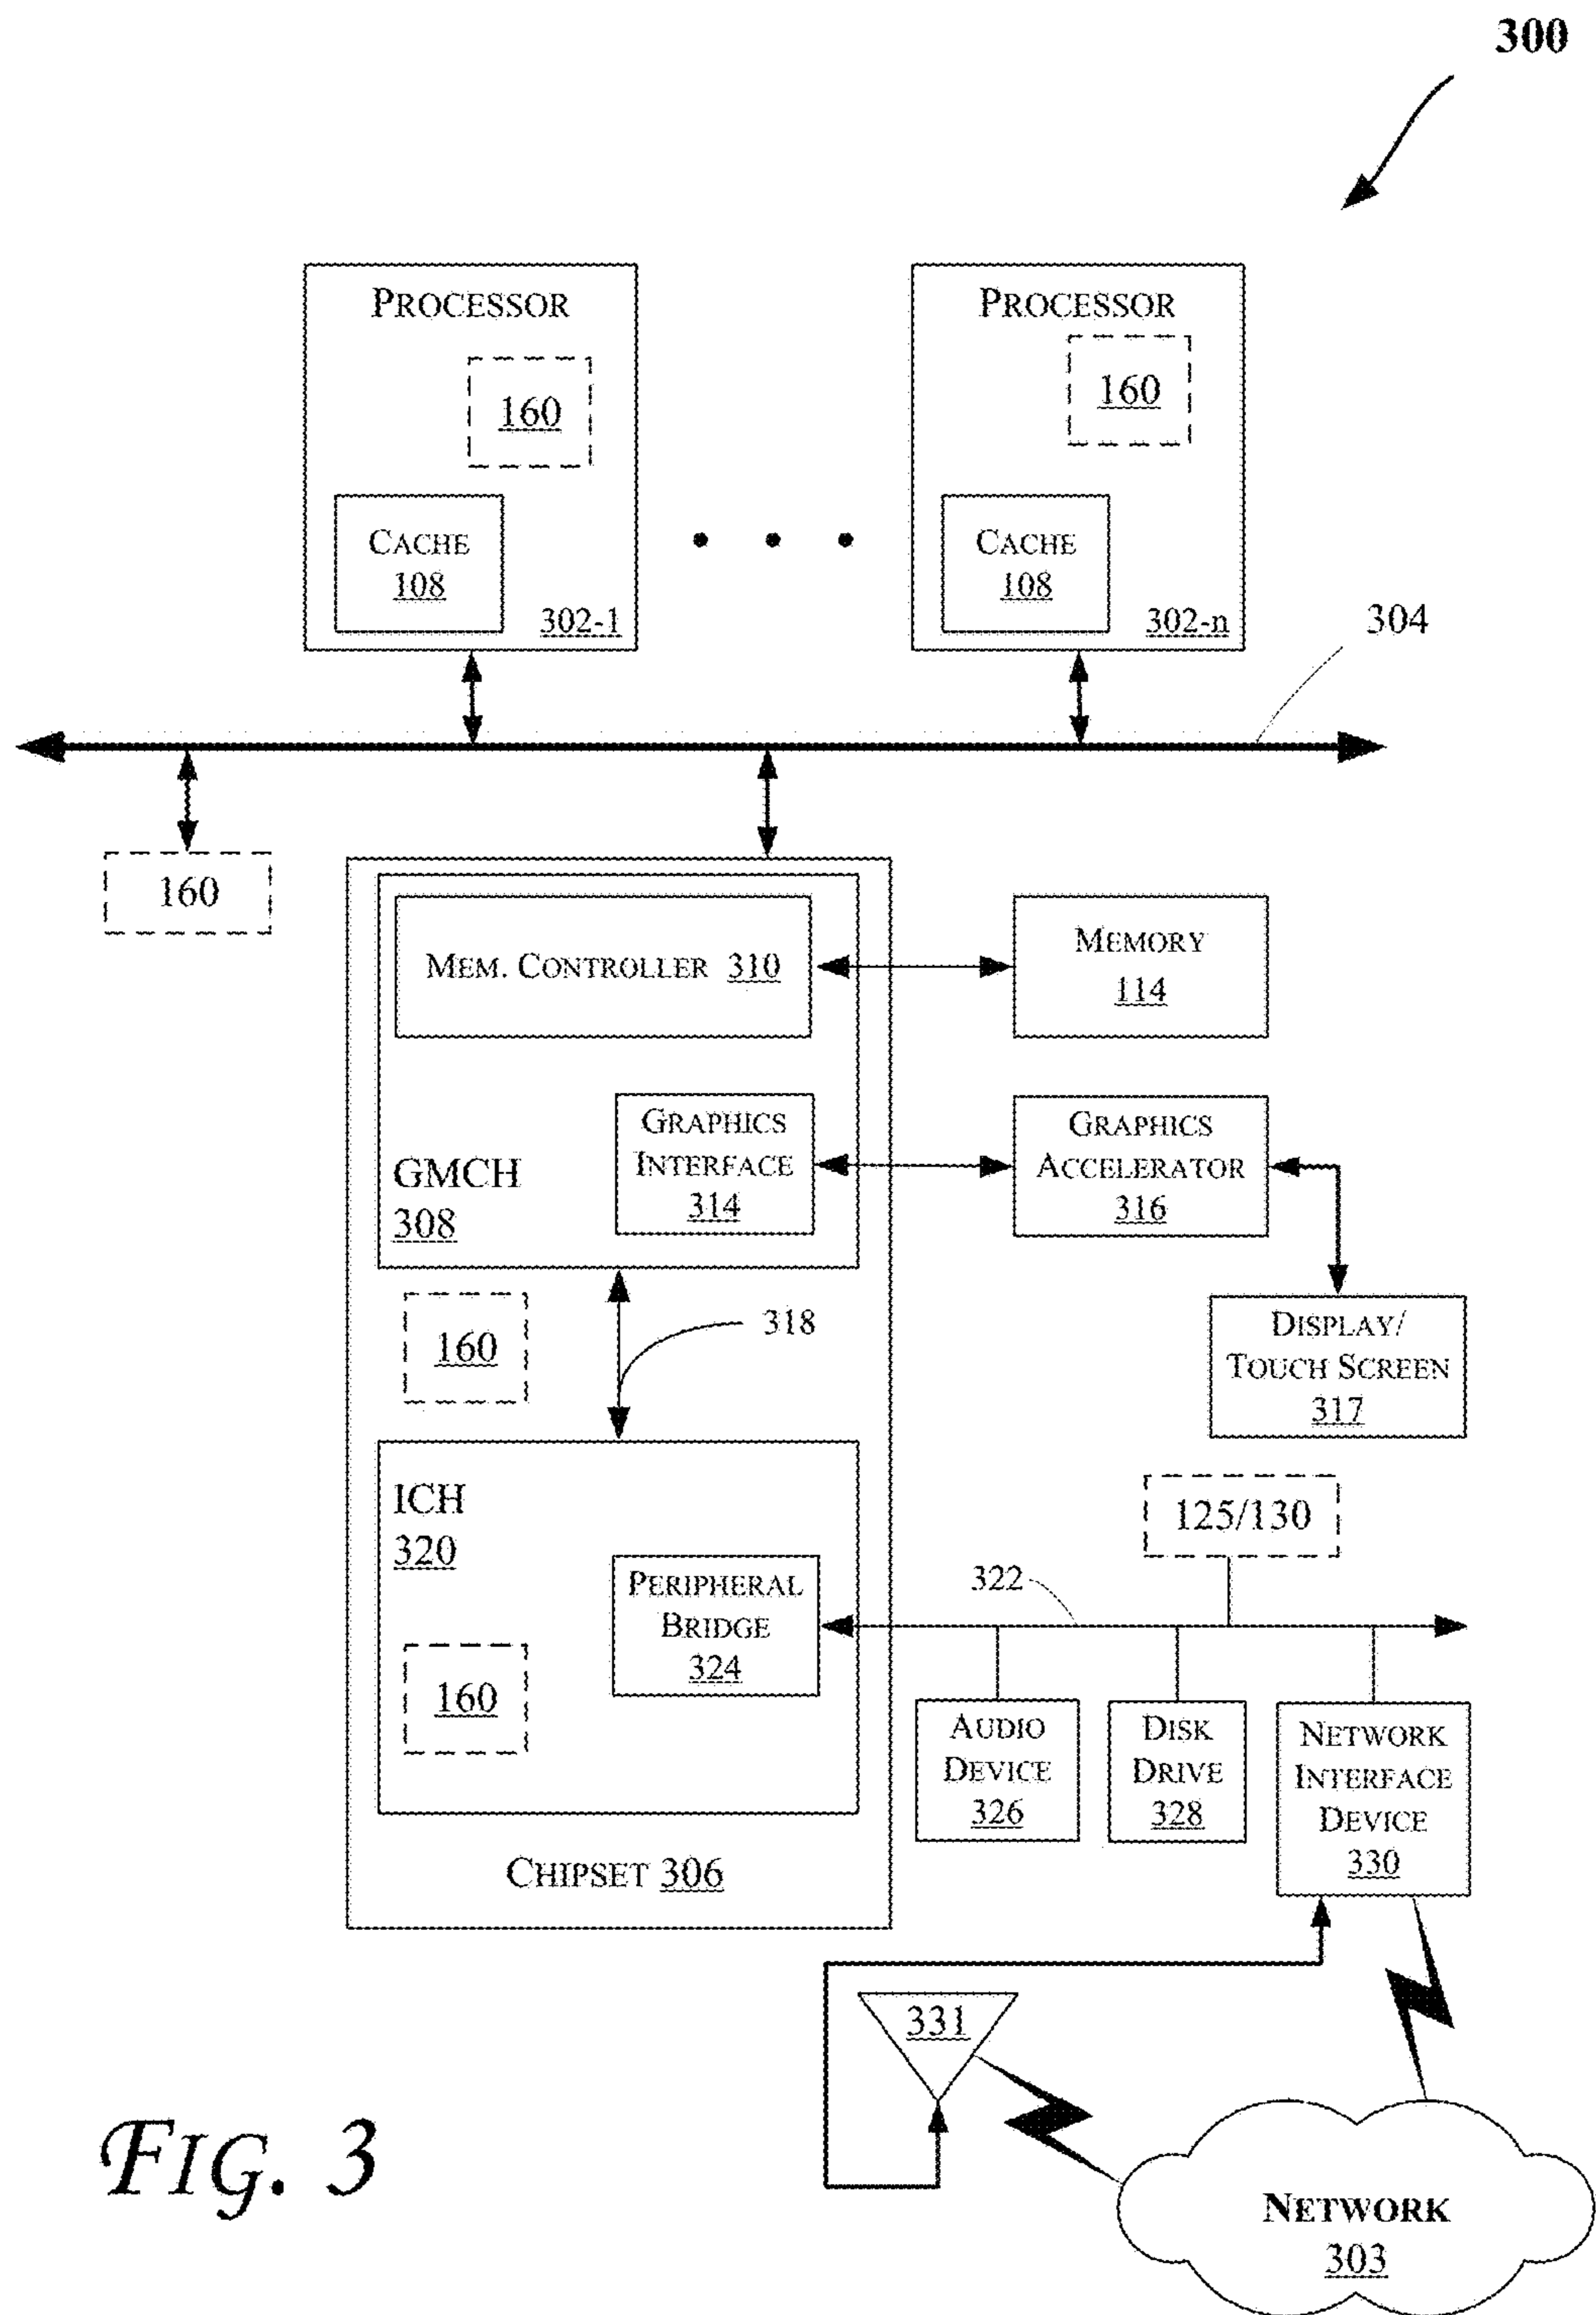 300
PROCESSOR
160
CACHE
108
302-1
PROCESSOR
160
CACHE
108
302-n
304
160
MEM. CONTROLLER 310
MEMORY
114
GRAPHICS
INTERFACE
314
GMCH
308
GRAPHICS
ACCELERATOR
316
160
318
DISPLAY/
TOUCH SCREEN
317
ICH
320
125/130
322
PERIPHERAL
BRIDGE
324
160
AUDIO
DEVICE
326
DISK
DRIVE
328
NETWORK
INTERFACE
DEVICE
330
CHIPSET 306
331
NETWORK
303
FIG. 3